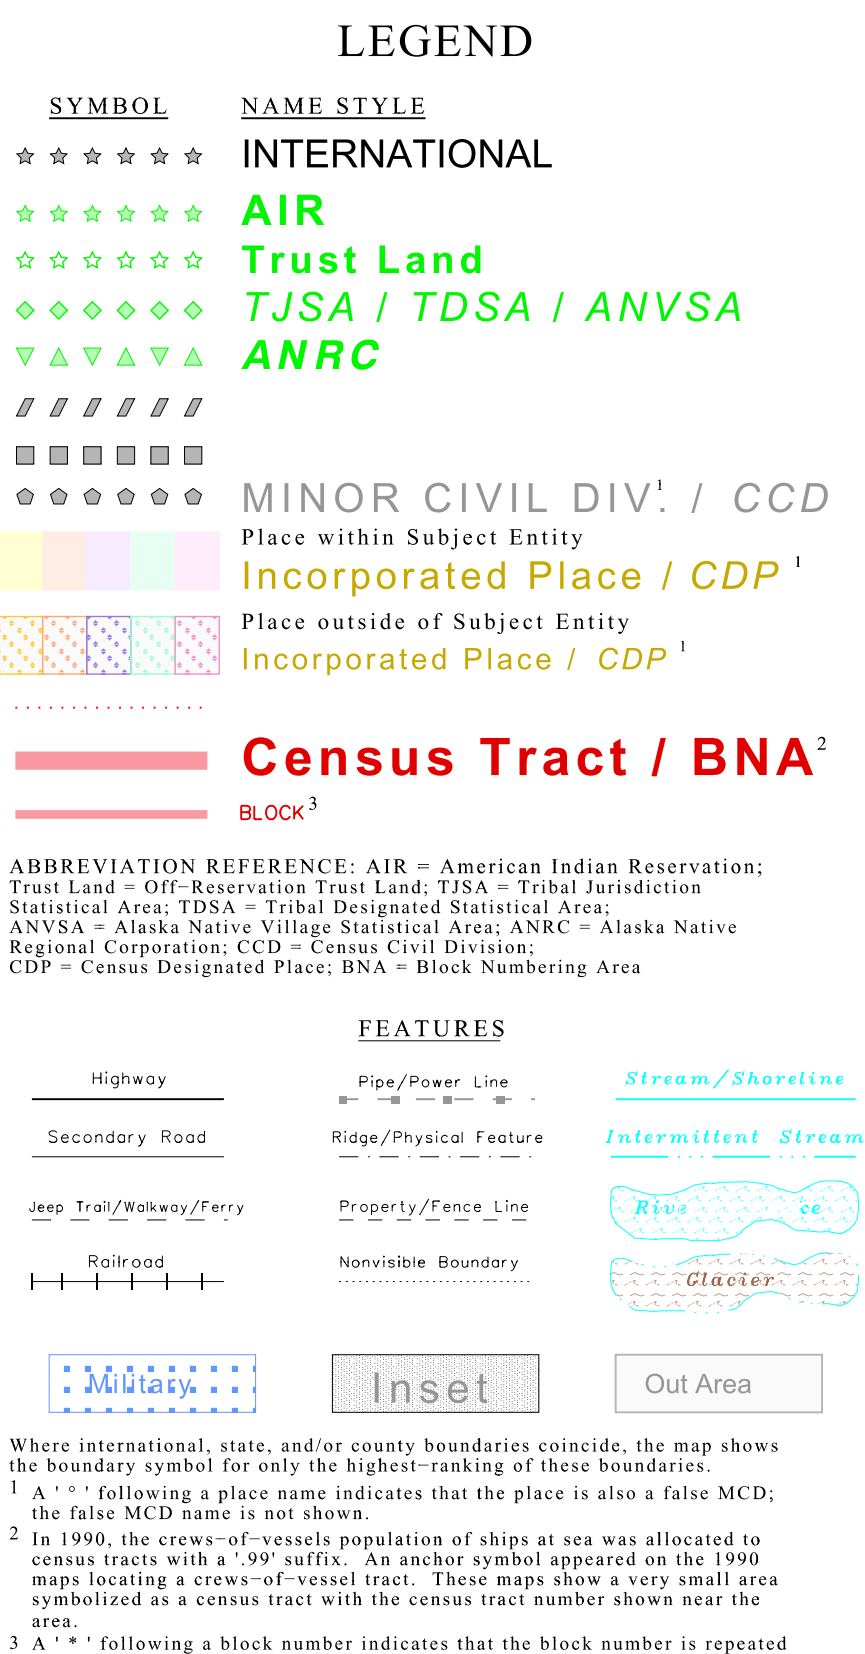 LEGEND
SYMBOL NAME STYLE
INTERNATIONAL
AIR
Trust Land
TJSA / TDSA / ANVSA
ANRC
MINOR CIVIL DIV.¹ / CCD
Place within Subject Entity
Incorporated Place / CDP ¹
Place outside of Subject Entity
Incorporated Place / CDP ¹
Census Tract / BNA²
BLOCK³
ABBREVIATION REFERENCE: AIR = American Indian Reservation;
Trust Land = Off−Reservation Trust Land; TJSA = Tribal Jurisdiction
Statistical Area; TDSA = Tribal Designated Statistical Area;
ANVSA = Alaska Native Village Statistical Area; ANRC = Alaska Native
Regional Corporation; CCD = Census Civil Division;
CDP = Census Designated Place; BNA = Block Numbering Area
FEATURES
Highway Pipe/Power Line Stream/Shoreline
Secondary Road Ridge/Physical Feature Intermittent Stream
Jeep Trail/Walkway/Ferry Property/Fence Line
Railroad Nonvisible Boundary Glacier
Military Inset Out Area
Where international, state, and/or county boundaries coincide, the map shows
the boundary symbol for only the highest−ranking of these boundaries.
1 A ' ° ' following a place name indicates that the place is also a false MCD;
the false MCD name is not shown.
2 In 1990, the crews−of−vessels population of ships at sea was allocated to
census tracts with a '.99' suffix. An anchor symbol appeared on the 1990
maps locating a crews−of−vessel tract. These maps show a very small area
symbolized as a census tract with the census tract number shown near the
area.
3 A ' * ' following a block number indicates that the block number is repeated